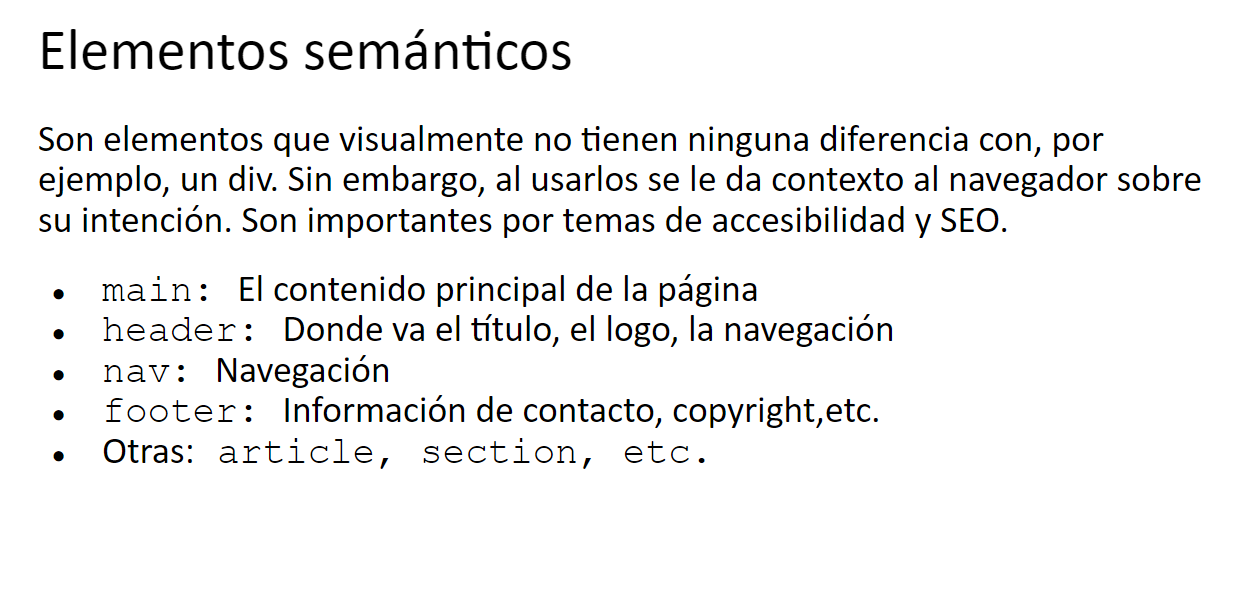 Elementos semánticos
Son elementos que visualmente no tienen ninguna diferencia con, por
ejemplo, un div. Sin embargo, al usarlos se le da contexto al navegador sobre
su intención. Son importantes por temas de accesibilidad y SEO.
• main: El contenido principal de la página
• header: Donde va el título, el logo, la navegación
• nav: Navegación
• footer: Información de contacto, copyright,etc.
• Otras: article, section, etc.